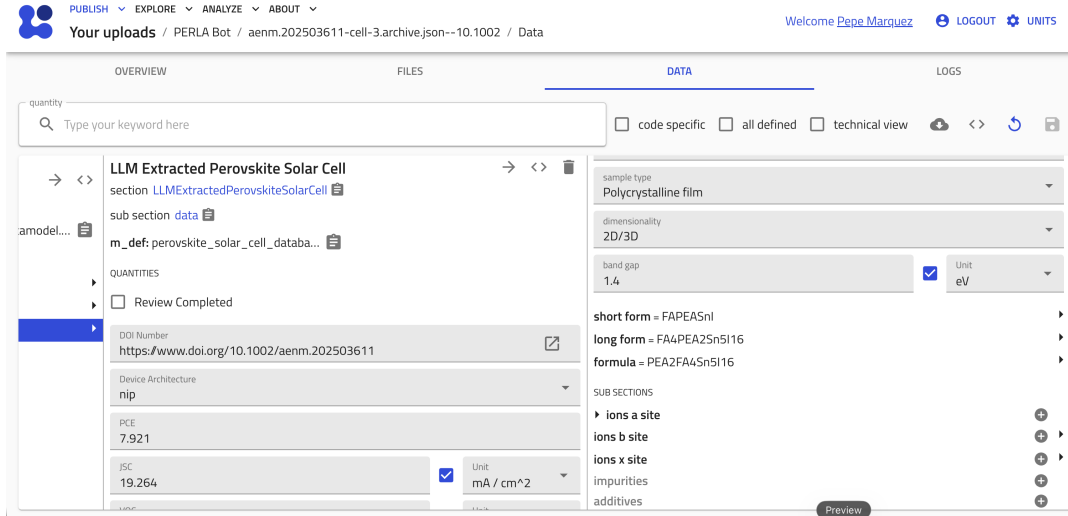 PUBLISH EXPLORE ANALYZE ABOUT
Your uploads / PERLA Bot / aenm.202503611-cell-3.archive.json--10.1002 / Data
Welcome Pepe Marquez LOGOUT UNITS
OVERVIEW FILES DATA LOGS
quantity
Type your keyword here
code specific all defined technical view
<>
<>
amodel....
LLM Extracted Perovskite Solar Cell
<>
section LLMExtractedPerovskiteSolarCell
sub section data
m_def: perovskite_solar_cell_databa...
QUANTITIES
Review Completed
DOI Number
https://www.doi.org/10.1002/aenm.202503611
Device Architecture
nip
PCE
7.921
JSC
19.264
Unit
mA / cm^2
VOC
Unit
sample type
Polycrystalline film
dimensionality
2D/3D
band gap
1.4
Unit
eV
short form = FAPEASnI
long form = FA4PEA2Sn5I16
formula = PEA2FA4Sn5I16
SUB SECTIONS
ions a site
ions b site
ions x site
impurities
additives
Preview